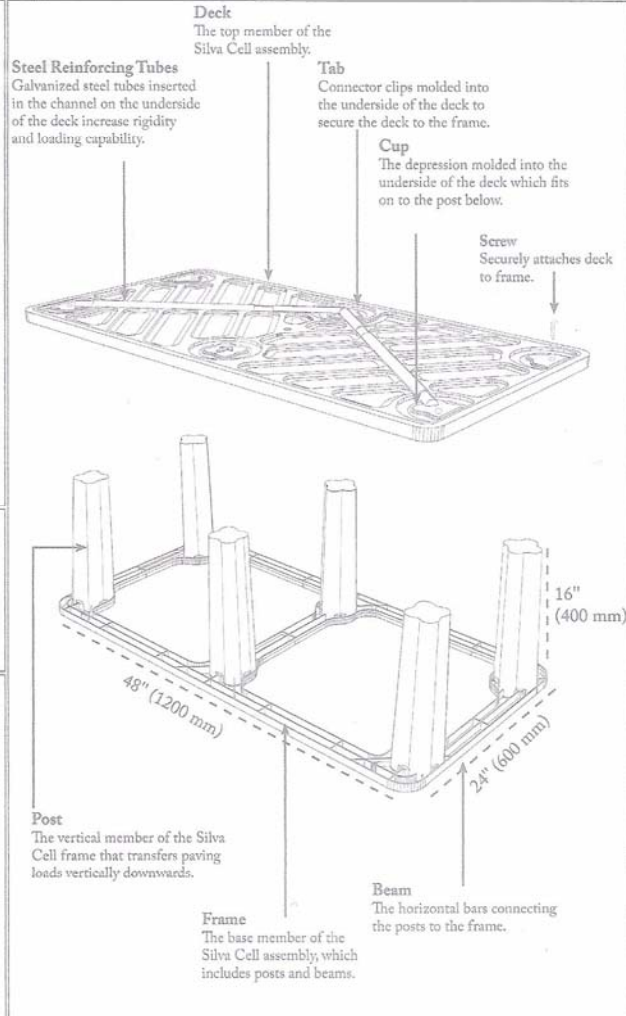 Deck
The top member of the
Silva Cell assembly.
Steel Reinforcing Tubes
Galvanized steel tubes inserted
in the channel on the underside
of the deck increase rigidity
and loading capability.
Tab
Connector clips molded into
the underside of the deck to
secure the deck to the frame.
Cup
The depression molded into the
underside of the deck which fits
on to the post below.
Screw
Securely attaches deck
to frame.
16"
(400 mm)
48" (1200 mm)
24" (600 mm)
Post
The vertical member of the Silva
Cell frame that transfers paving
loads vertically downwards.
Beam
The horizontal bars connecting
the posts to the frame.
Frame
The base member of the
Silva Cell assembly, which
includes posts and beams.